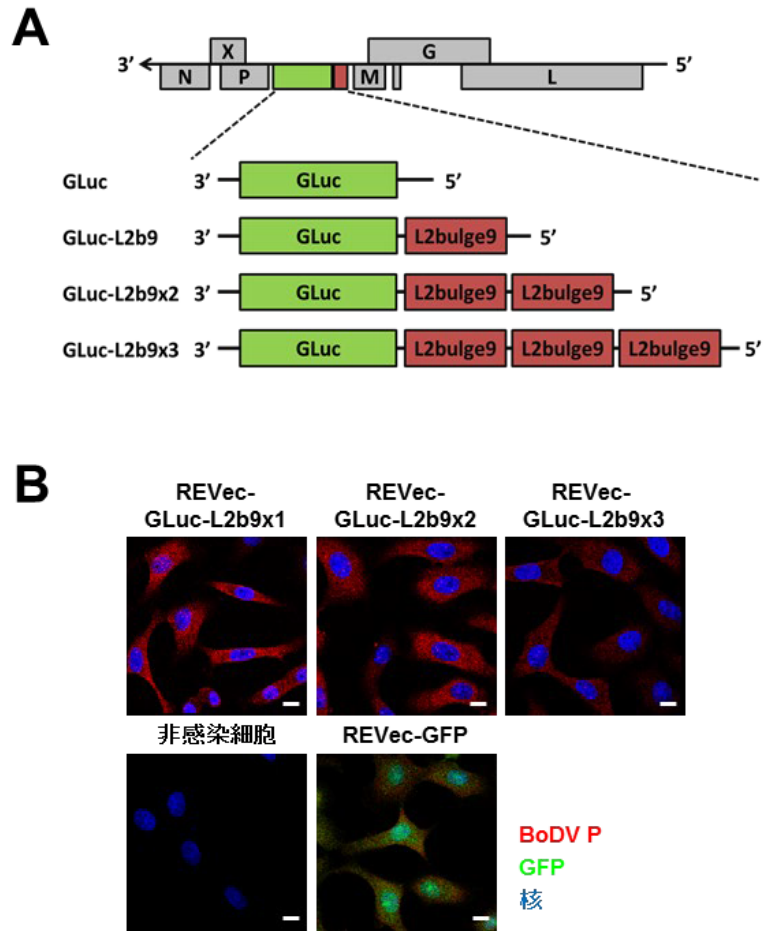 A
X
G
3’
5’
N
P
M
L
GLuc 3’ GLuc 5’
GLuc-L2b9 3’ GLuc L2bulge9 5’
GLuc-L2b9x2 3’ GLuc L2bulge9 L2bulge9 5’
GLuc-L2b9x3 3’ GLuc L2bulge9 L2bulge9 L2bulge9 5’
B
REVec-
GLuc-L2b9x1
REVec-
GLuc-L2b9x2
REVec-
GLuc-L2b9x3
非感染細胞
REVec-GFP
BoDV P
GFP
核